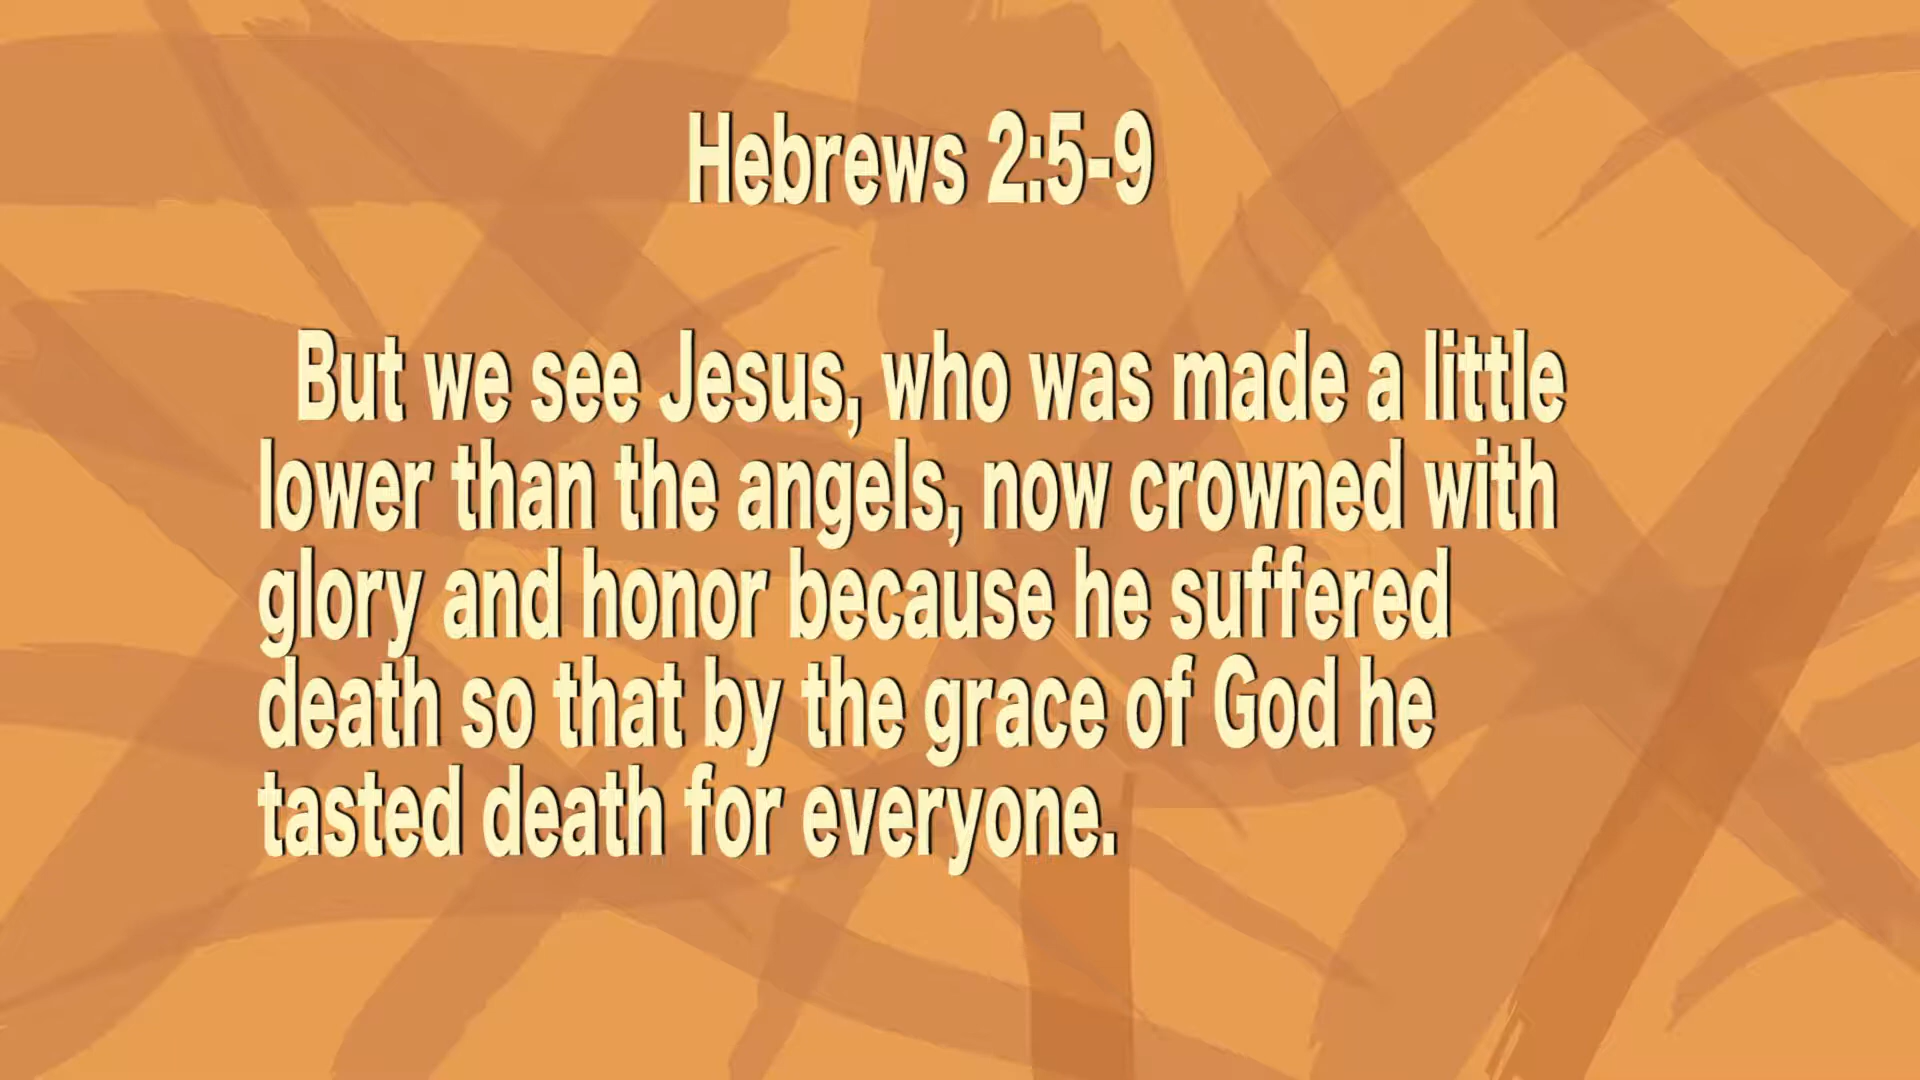 Hebrews 2:5-9
But we see Jesus, who was made a little
lower than the angels, now crowned with
glory and honor because he suffered
death so that by the grace of God he
tasted death for everyone.